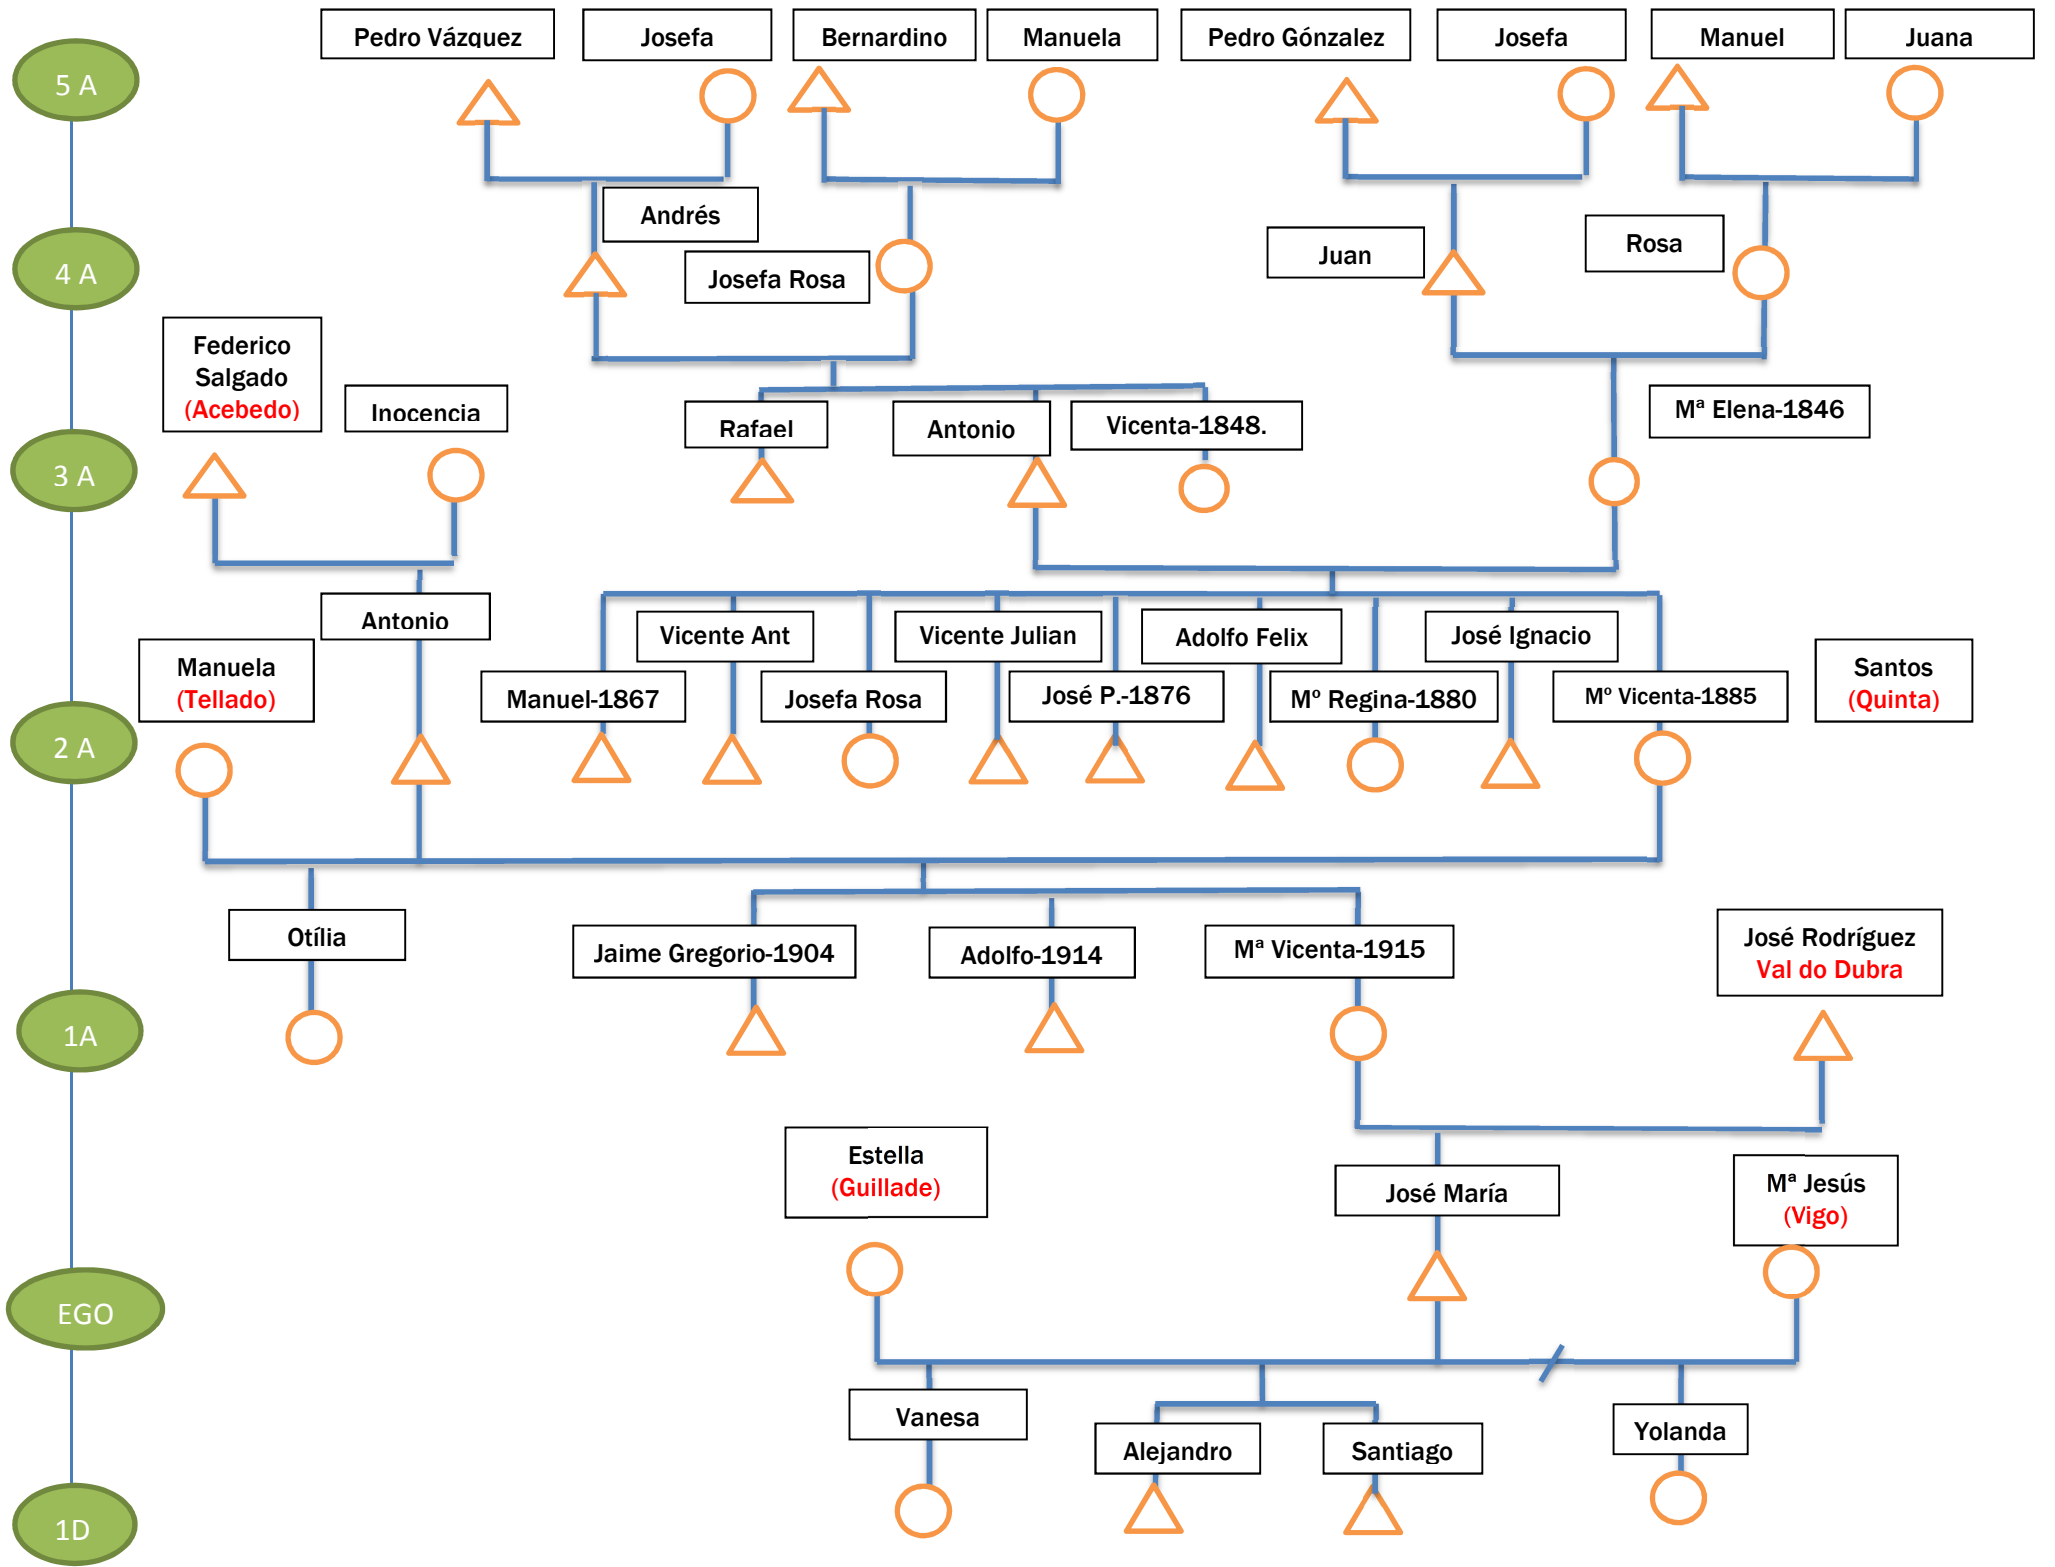 Pedro Vázquez
Josefa
Bernardino
Manuela
Pedro Gónzalez
Josefa
Manuel
Juana
5 A
Andrés
Rosa
Juan
4 A
Josefa Rosa
Federico
Salgado
(Acebedo)
Inocencia
Rafael
Antonio
Vicenta-1848.
Mª Elena-1846
3 A
Antonio
Vicente Ant
Vicente Julian
Adolfo Felix
José Ignacio
Manuela
(Tellado)
Manuel-1867
Josefa Rosa
José P.-1876
Mº Regina-1880
Mº Vicenta-1885
Santos
(Quinta)
2 A
Otília
Jaime Gregorio-1904
Adolfo-1914
Mª Vicenta-1915
José Rodríguez
Val do Dubra
1A
Estella
(Guillade)
José María
Mª Jesús
(Vigo)
EGO
Vanesa
Alejandro
Santiago
Yolanda
1D